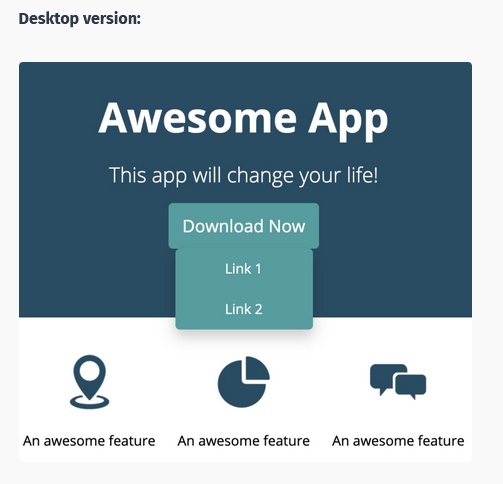 Desktop version:
Awesome App
This app will change your life!
Download Now
Link 1
Link 2
An awesome feature An awesome feature An awesome feature